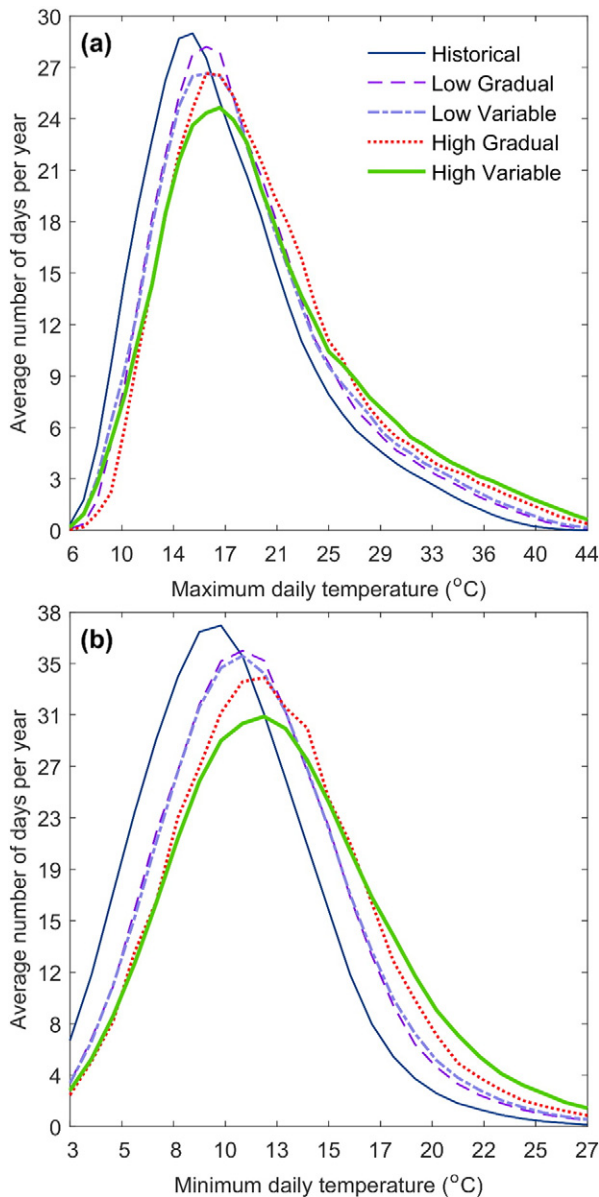 (a)
Historical
Low Gradual
Low Variable
High Gradual
High Variable
Average number of days per year
30
27
24
21
18
15
12
9
6
3
0
6 10 14 17 21 25 29 33 36 40 44
Maximum daily temperature (°C)
(b)
Average number of days per year
38
35
31
27
23
19
15
12
8
4
0
3 5 8 10 13 15 17 20 22 25 27
Minimum daily temperature (°C)